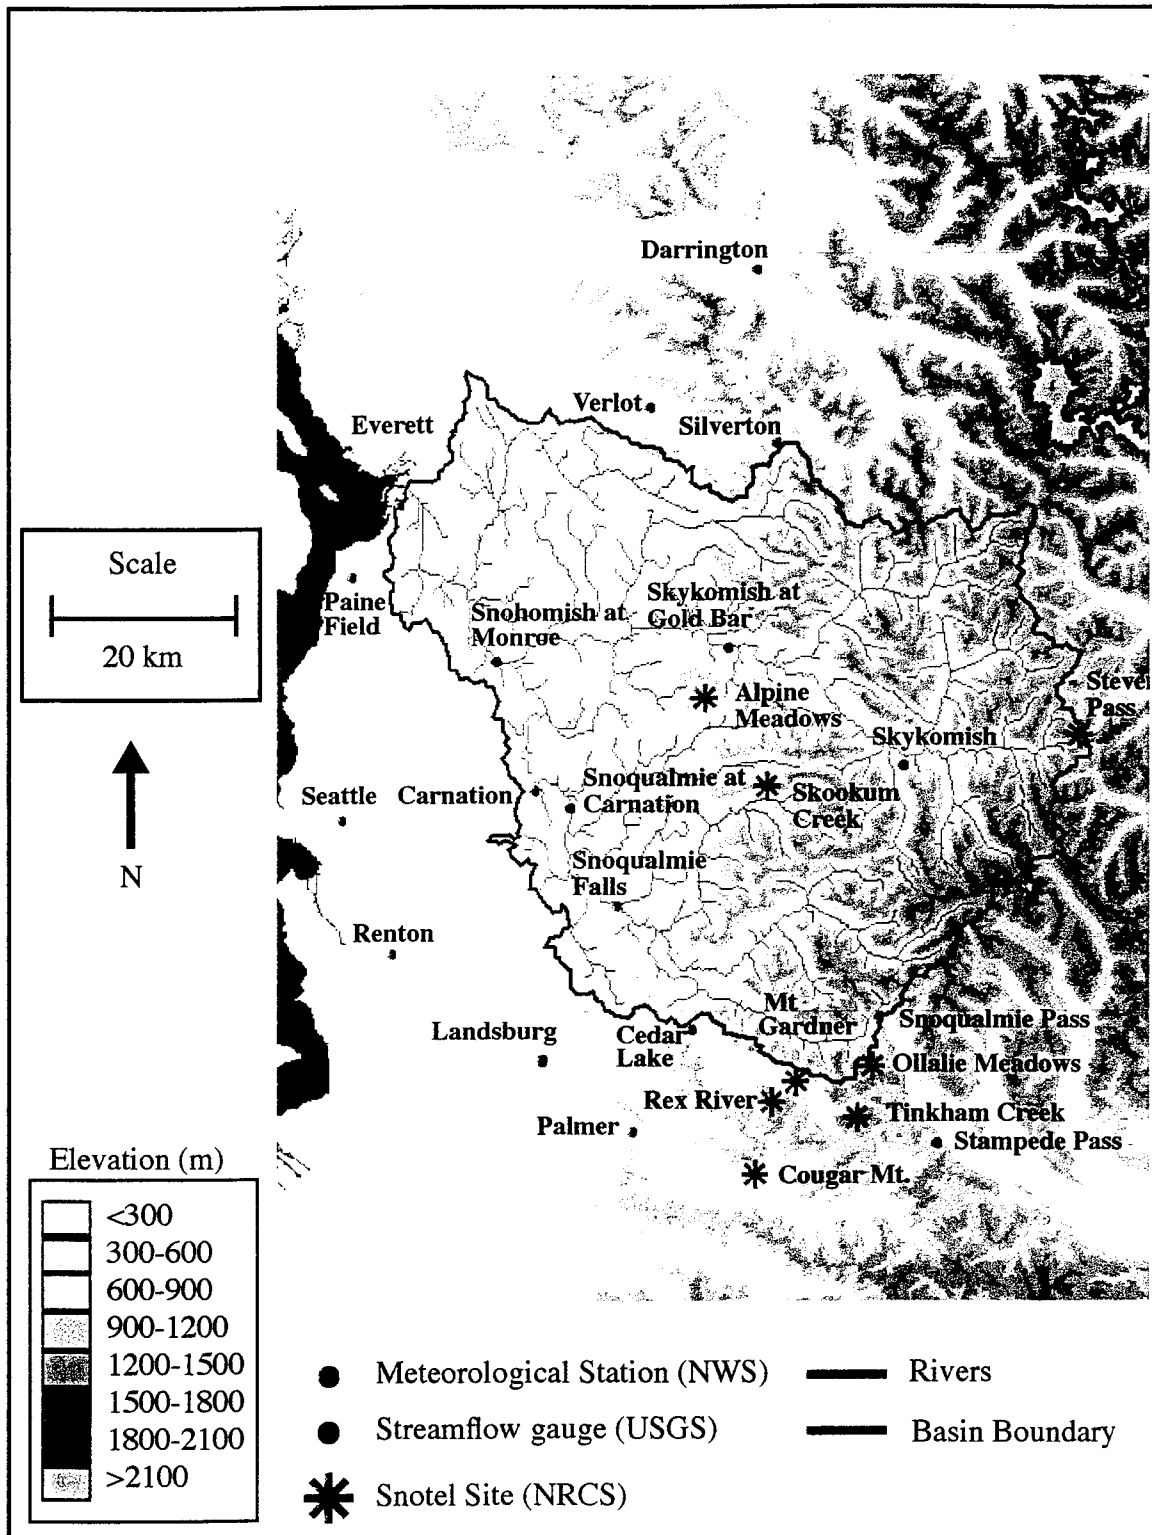 Darrington
Verlot
Everett
Silverton
Scale
20 km
Paine
Field
Snohomish at
Monroe
Skykomish at
Gold Bar
Alpine
Meadows
Pass
Skykomish
Seattle
Carnation
Snoqualmie at
Carnation
Skookum
Creek
N
Snoqualmie
Falls
Renton
Mt.
Gardner
Snoqualmie Pass
Landsburg
Cedar
Lake
Ollalie Meadows
Rex River
Tinkham Creek
Palmer
Stampede Pass
Cougar Mt.
Elevation (m)
<300
300-600
600-900
900-1200
1200-1500
1500-1800
1800-2100
>2100
Meteorological Station (NWS)
Rivers
Streamflow gauge (USGS)
Basin Boundary
Snotel Site (NRCS)